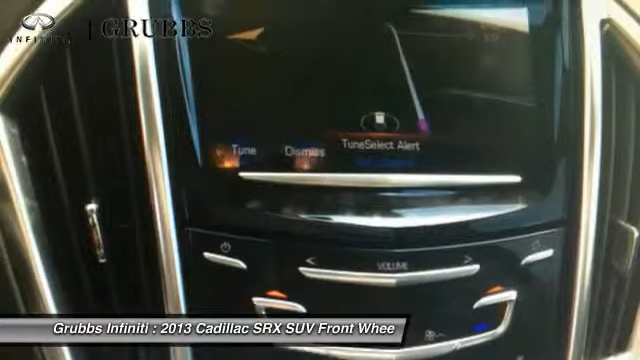 INFINITI | GRUBBS
Tune Dismiss TuneSelect Alert
< VOLUME >
Grubbs Infiniti : 2013 Cadillac SRX SUV Front Whee